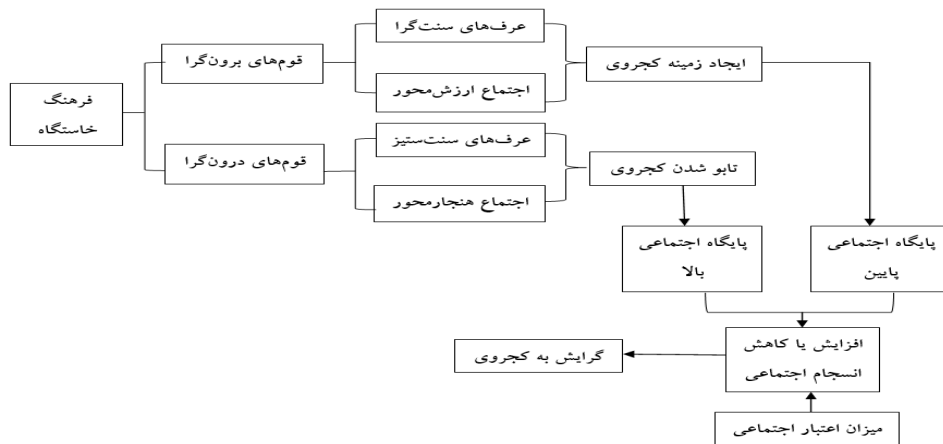 فرهنگ
خاستگاه
قوم‌های برون‌گرا
قوم‌های درون‌گرا
عرف‌های سنت‌گرا
اجتماع ارزش‌محور
عرف‌های سنت‌ستیز
اجتماع هنجارمحور
ایجاد زمینه کجروی
تابو شدن کجروی
پایگاه اجتماعی
بالا
پایگاه اجتماعی
پایین
افزایش یا کاهش
انسجام اجتماعی
گرایش به کجروی
میزان اعتبار اجتماعی